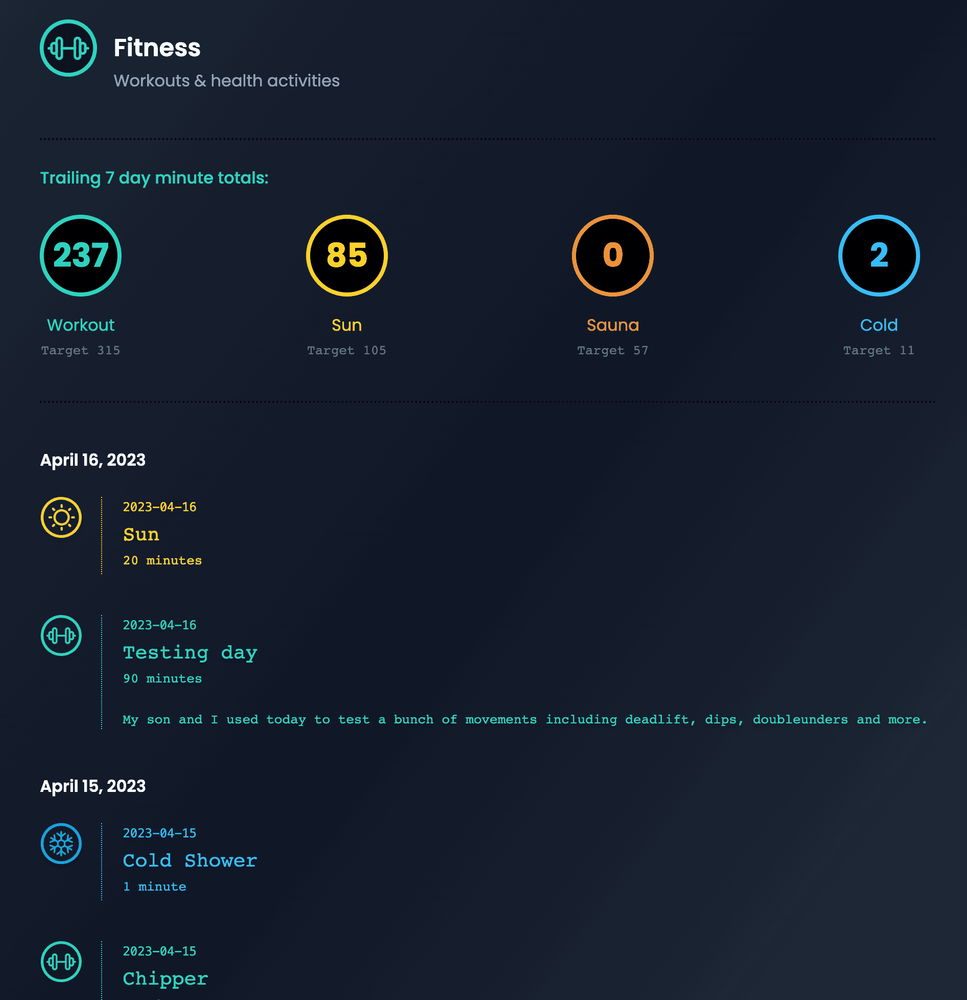 Fitness
Workouts & health activities
Trailing 7 day minute totals:
237
85
0
2
Workout
Sun
Sauna
Cold
Target 315
Target 105
Target 57
Target 11
April 16, 2023
2023-04-16
Sun
20 minutes
2023-04-16
Testing day
90 minutes
My son and I used today to test a bunch of movements including deadlift, dips, doubleunders and more.
April 15, 2023
2023-04-15
Cold Shower
1 minute
2023-04-15
Chipper